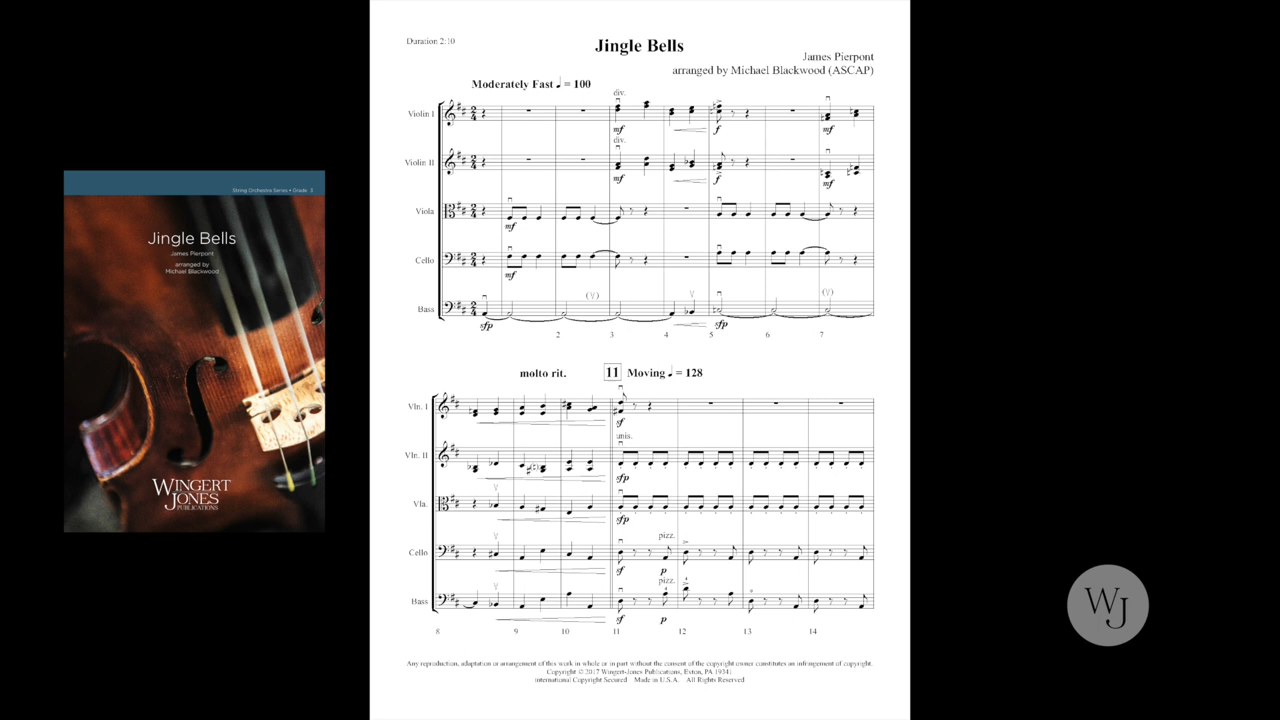 String Orchestra Series • Grade 3
Jingle Bells
James Pierpont
arranged by
Michael Blackwood
WINGERT
JONES
PUBLICATIONS
Duration 2:10
Jingle Bells
James Pierpont
arranged by Michael Blackwood (ASCAP)
Moderately Fast ♩ = 100
div.
Violin I
mf
f
mf
div.
Violin II
mf
f
mf
Viola
mf
Cello
mf
(V)
V
(V)
Bass
sfp
sfp
2 3 4 5 6 7
molto rit. 11 Moving ♩ = 128
Vln. I
sf
unis.
Vln. II
sfp
V
Vla.
sfp
V
pizz.
Cello
sf p
V
pizz.
Bass
sf p
8 9 10 11 12 13 14
Any reproduction, adaptation or arrangement of this work in whole or in part without the consent of the copyright owner constitutes an infringement of copyright.
Copyright © 2017 Wingert-Jones Publications, Exton, PA 19341
international Copyright Secured Made in U.S.A. All Rights Reserved
WJ